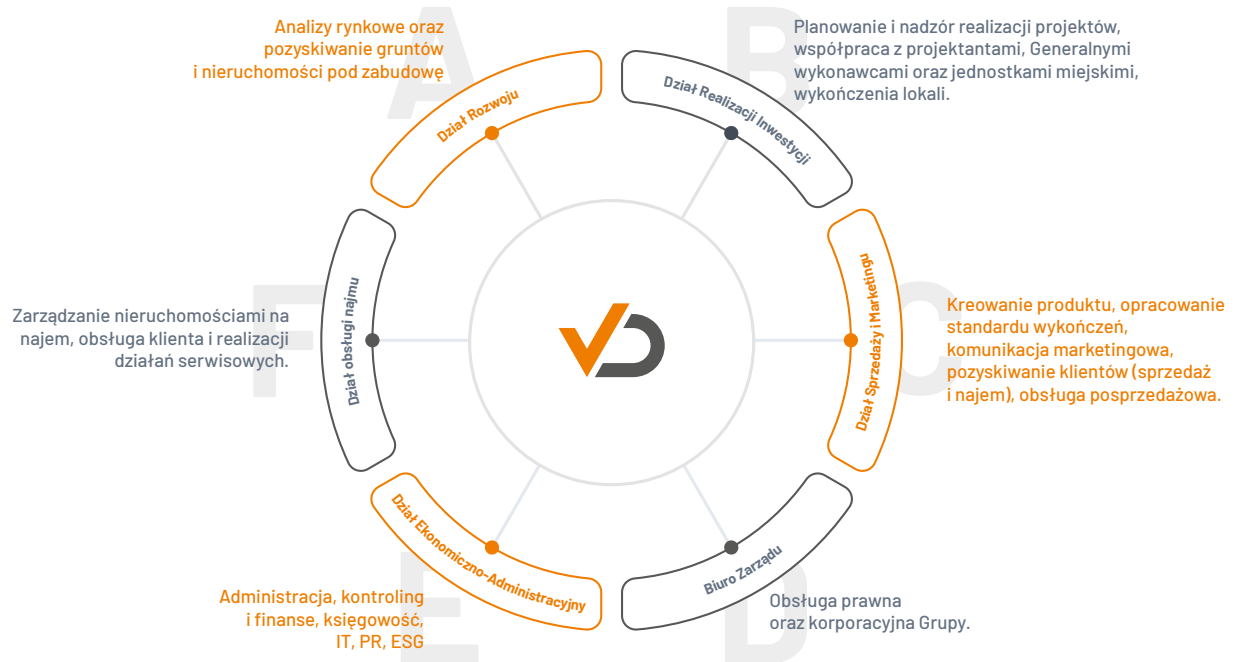 A
Analizy rynkowe oraz
pozyskiwanie gruntów
i nieruchomości pod zabudowę
Dział Rozwoju
B
Planowanie i nadzór realizacji projektów,
współpraca z projektantami, Generalnymi
wykonawcami oraz jednostkami miejskimi,
wykończenia lokali.
Dział Realizacji Inwestycji
C
Kreowanie produktu, opracowanie
standardu wykończeń,
komunikacja marketingowa,
pozyskiwanie klientów (sprzedaż
i najem), obsługa posprzedażowa.
Dział Sprzedaży i Marketingu
D
Obsługa prawna
oraz korporacyjna Grupy.
Biuro Zarządu
E
Administracja, kontroling
i finanse, księgowość,
IT, PR, ESG
Dział Ekonomiczno-Administracyjny
F
Zarządzanie nieruchomościami na
najem, obsługa klienta i realizacji
działań serwisowych.
Dział obsługi najmu
VD